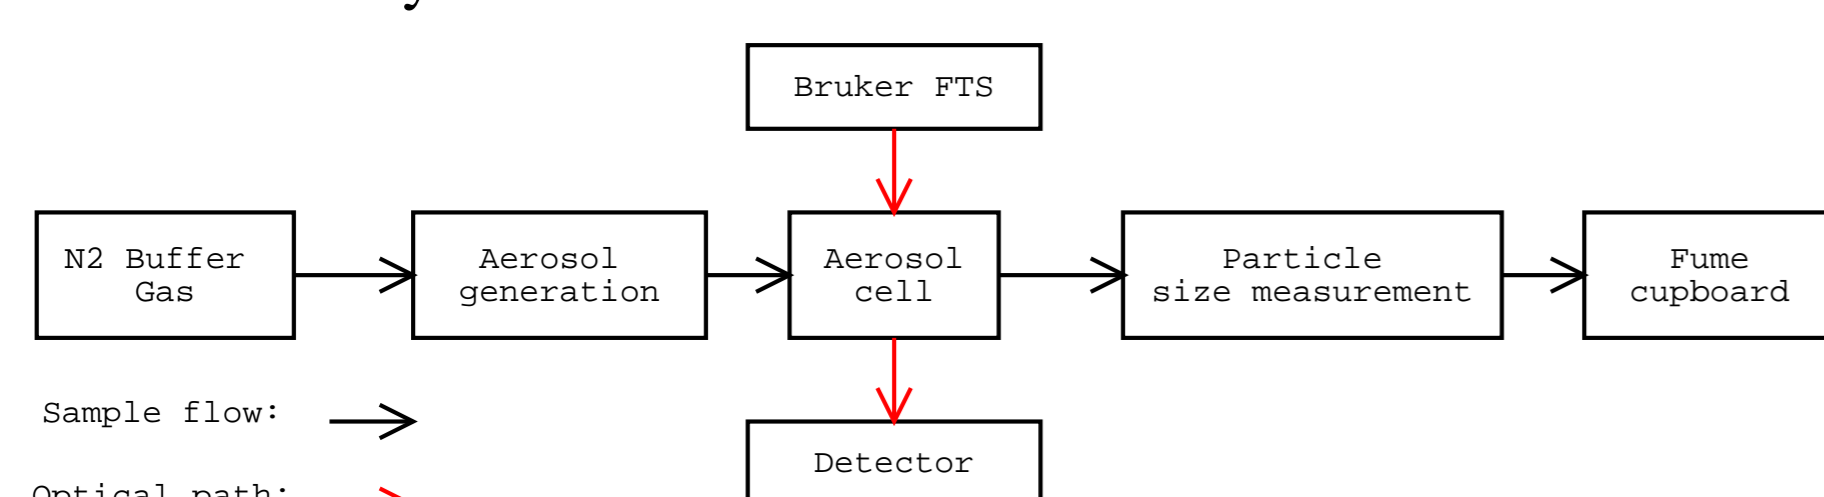 Bruker FTS
N2 Buffer
Gas
Aerosol
generation
Aerosol
cell
Particle
size measurement
Fume
cupboard
Sample flow:
Detector
Optical path: